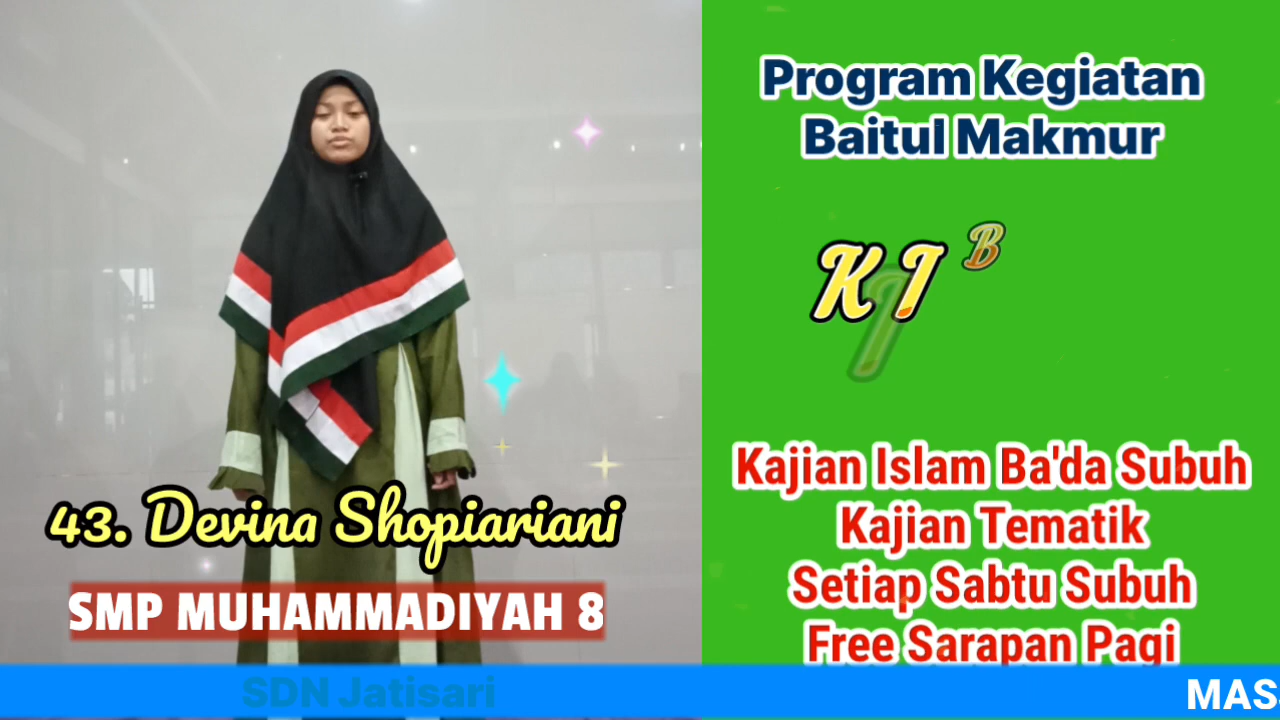 43. Devina Shopiariani
SMP MUHAMMADIYAH 8
Program Kegiatan
Baitul Makmur
K I B
Kajian Islam Ba'da Subuh
Kajian Tematik
Setiap Sabtu Subuh
Free Sarapan Pagi
SDN Jatisari
MAS